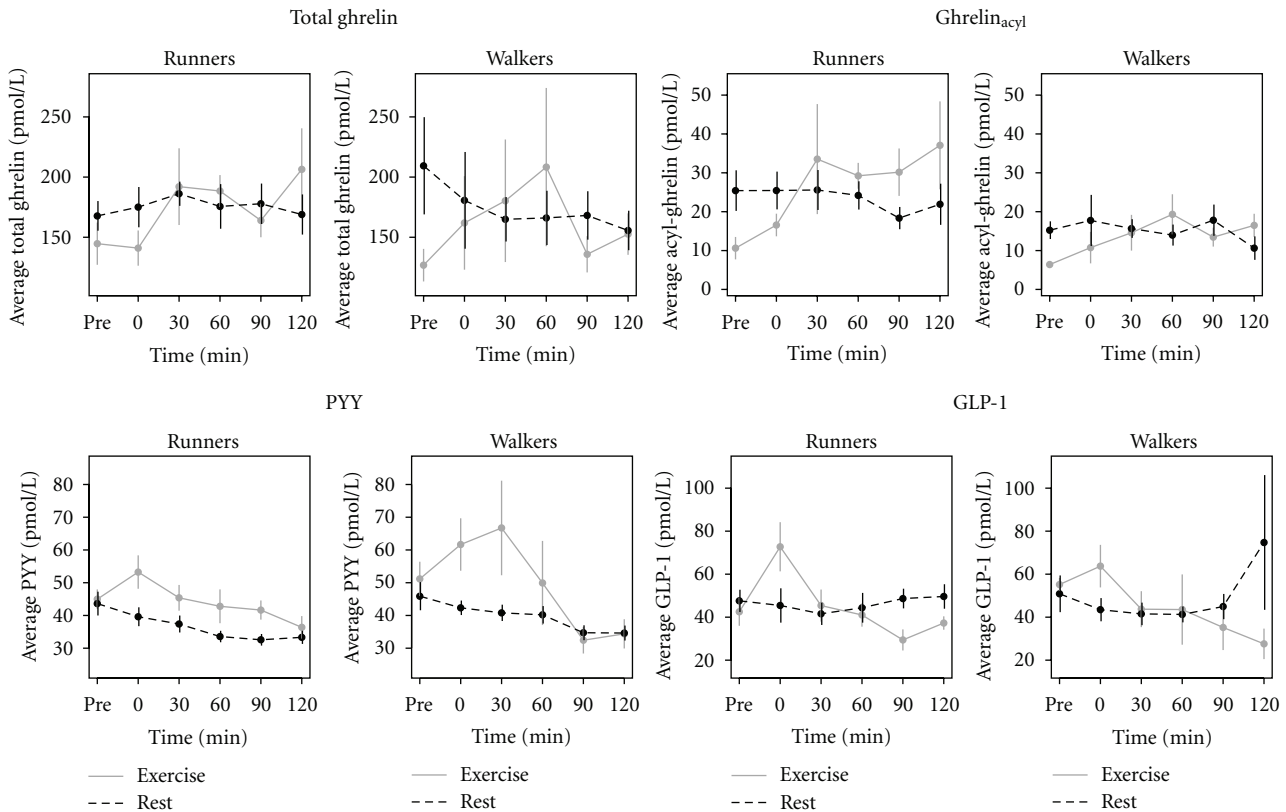 Total ghrelin
Ghrelin_acyl
Runners
Walkers
Runners
Walkers
Average total ghrelin (pmol/L)
250
200
150
Pre 0 30 60 90 120
Time (min)
Average total ghrelin (pmol/L)
250
200
150
Pre 0 30 60 90 120
Time (min)
Average acyl-ghrelin (pmol/L)
50
40
30
20
10
0
Pre 0 30 60 90 120
Time (min)
Average acyl-ghrelin (pmol/L)
50
40
30
20
10
0
Pre 0 30 60 90 120
Time (min)
PYY
GLP-1
Runners
Walkers
Runners
Walkers
Average PYY (pmol/L)
80
70
60
50
40
30
Pre 0 30 60 90 120
Time (min)
Exercise
Rest
Average PYY (pmol/L)
80
70
60
50
40
30
Pre 0 30 60 90 120
Time (min)
Exercise
Rest
Average GLP-1 (pmol/L)
100
80
60
40
20
Pre 0 30 60 90 120
Time (min)
Exercise
Rest
Average GLP-1 (pmol/L)
100
80
60
40
20
Pre 0 30 60 90 120
Time (min)
Exercise
Rest